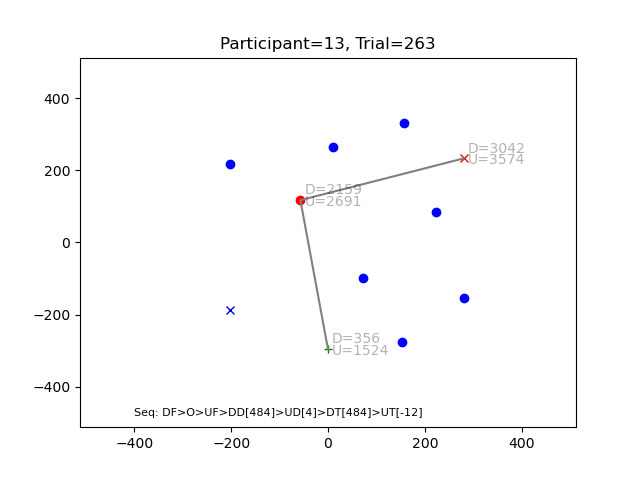 Participant=13, Trial=263
D=3042
U=3574
D=2159
U=2691
D=356
U=1524
Seq: DF>O>UF>DD[484]>UD[4]>DT[484]>UT[-12]
400
200
0
−200
−400
−400 −200 0 200 400